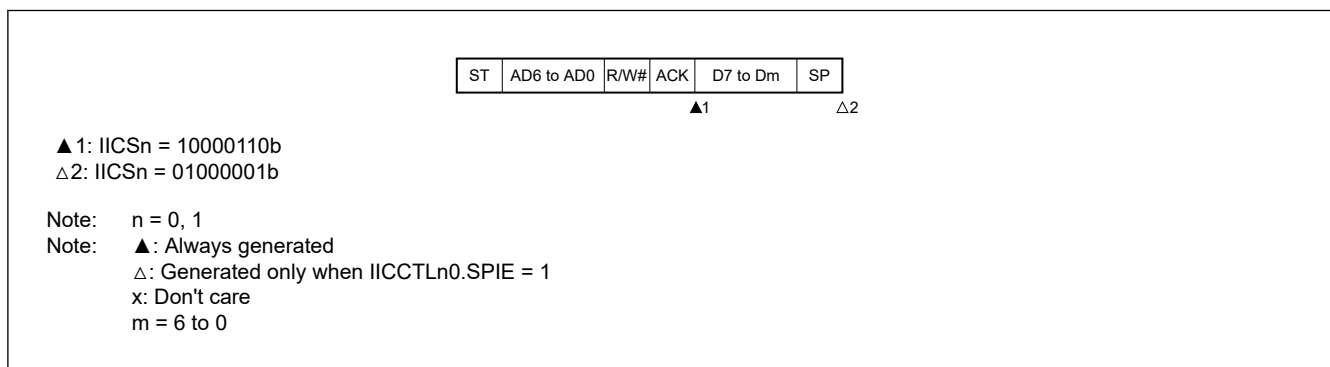 ST AD6 to AD0 R/W# ACK D7 to Dm SP
▲1 △2
▲1: IICSn = 10000110b
△2: IICSn = 01000001b
Note: n = 0, 1
Note: ▲: Always generated
△: Generated only when IICCTLn0.SPIE = 1
x: Don't care
m = 6 to 0